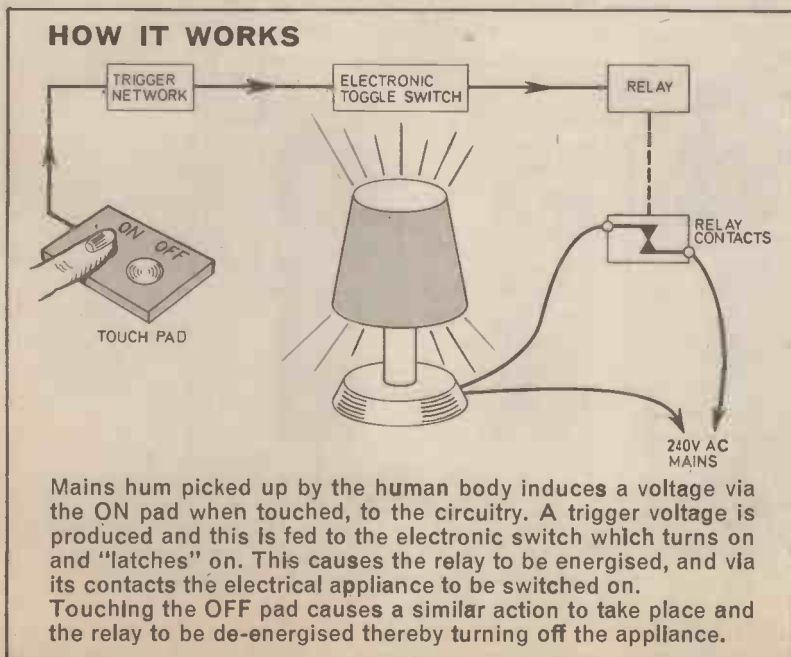 HOW IT WORKS
TRIGGER
NETWORK
ELECTRONIC
TOGGLE SWITCH
RELAY
RELAY
CONTACTS
ON OFF
TOUCH PAD
240V AC
MAINS
Mains hum picked up by the human body induces a voltage via
the ON pad when touched, to the circuitry. A trigger voltage is
produced and this is fed to the electronic switch which turns on
and "latches" on. This causes the relay to be energised, and via
its contacts the electrical appliance to be switched on.
Touching the OFF pad causes a similar action to take place and
the relay to be de-energised thereby turning off the appliance.